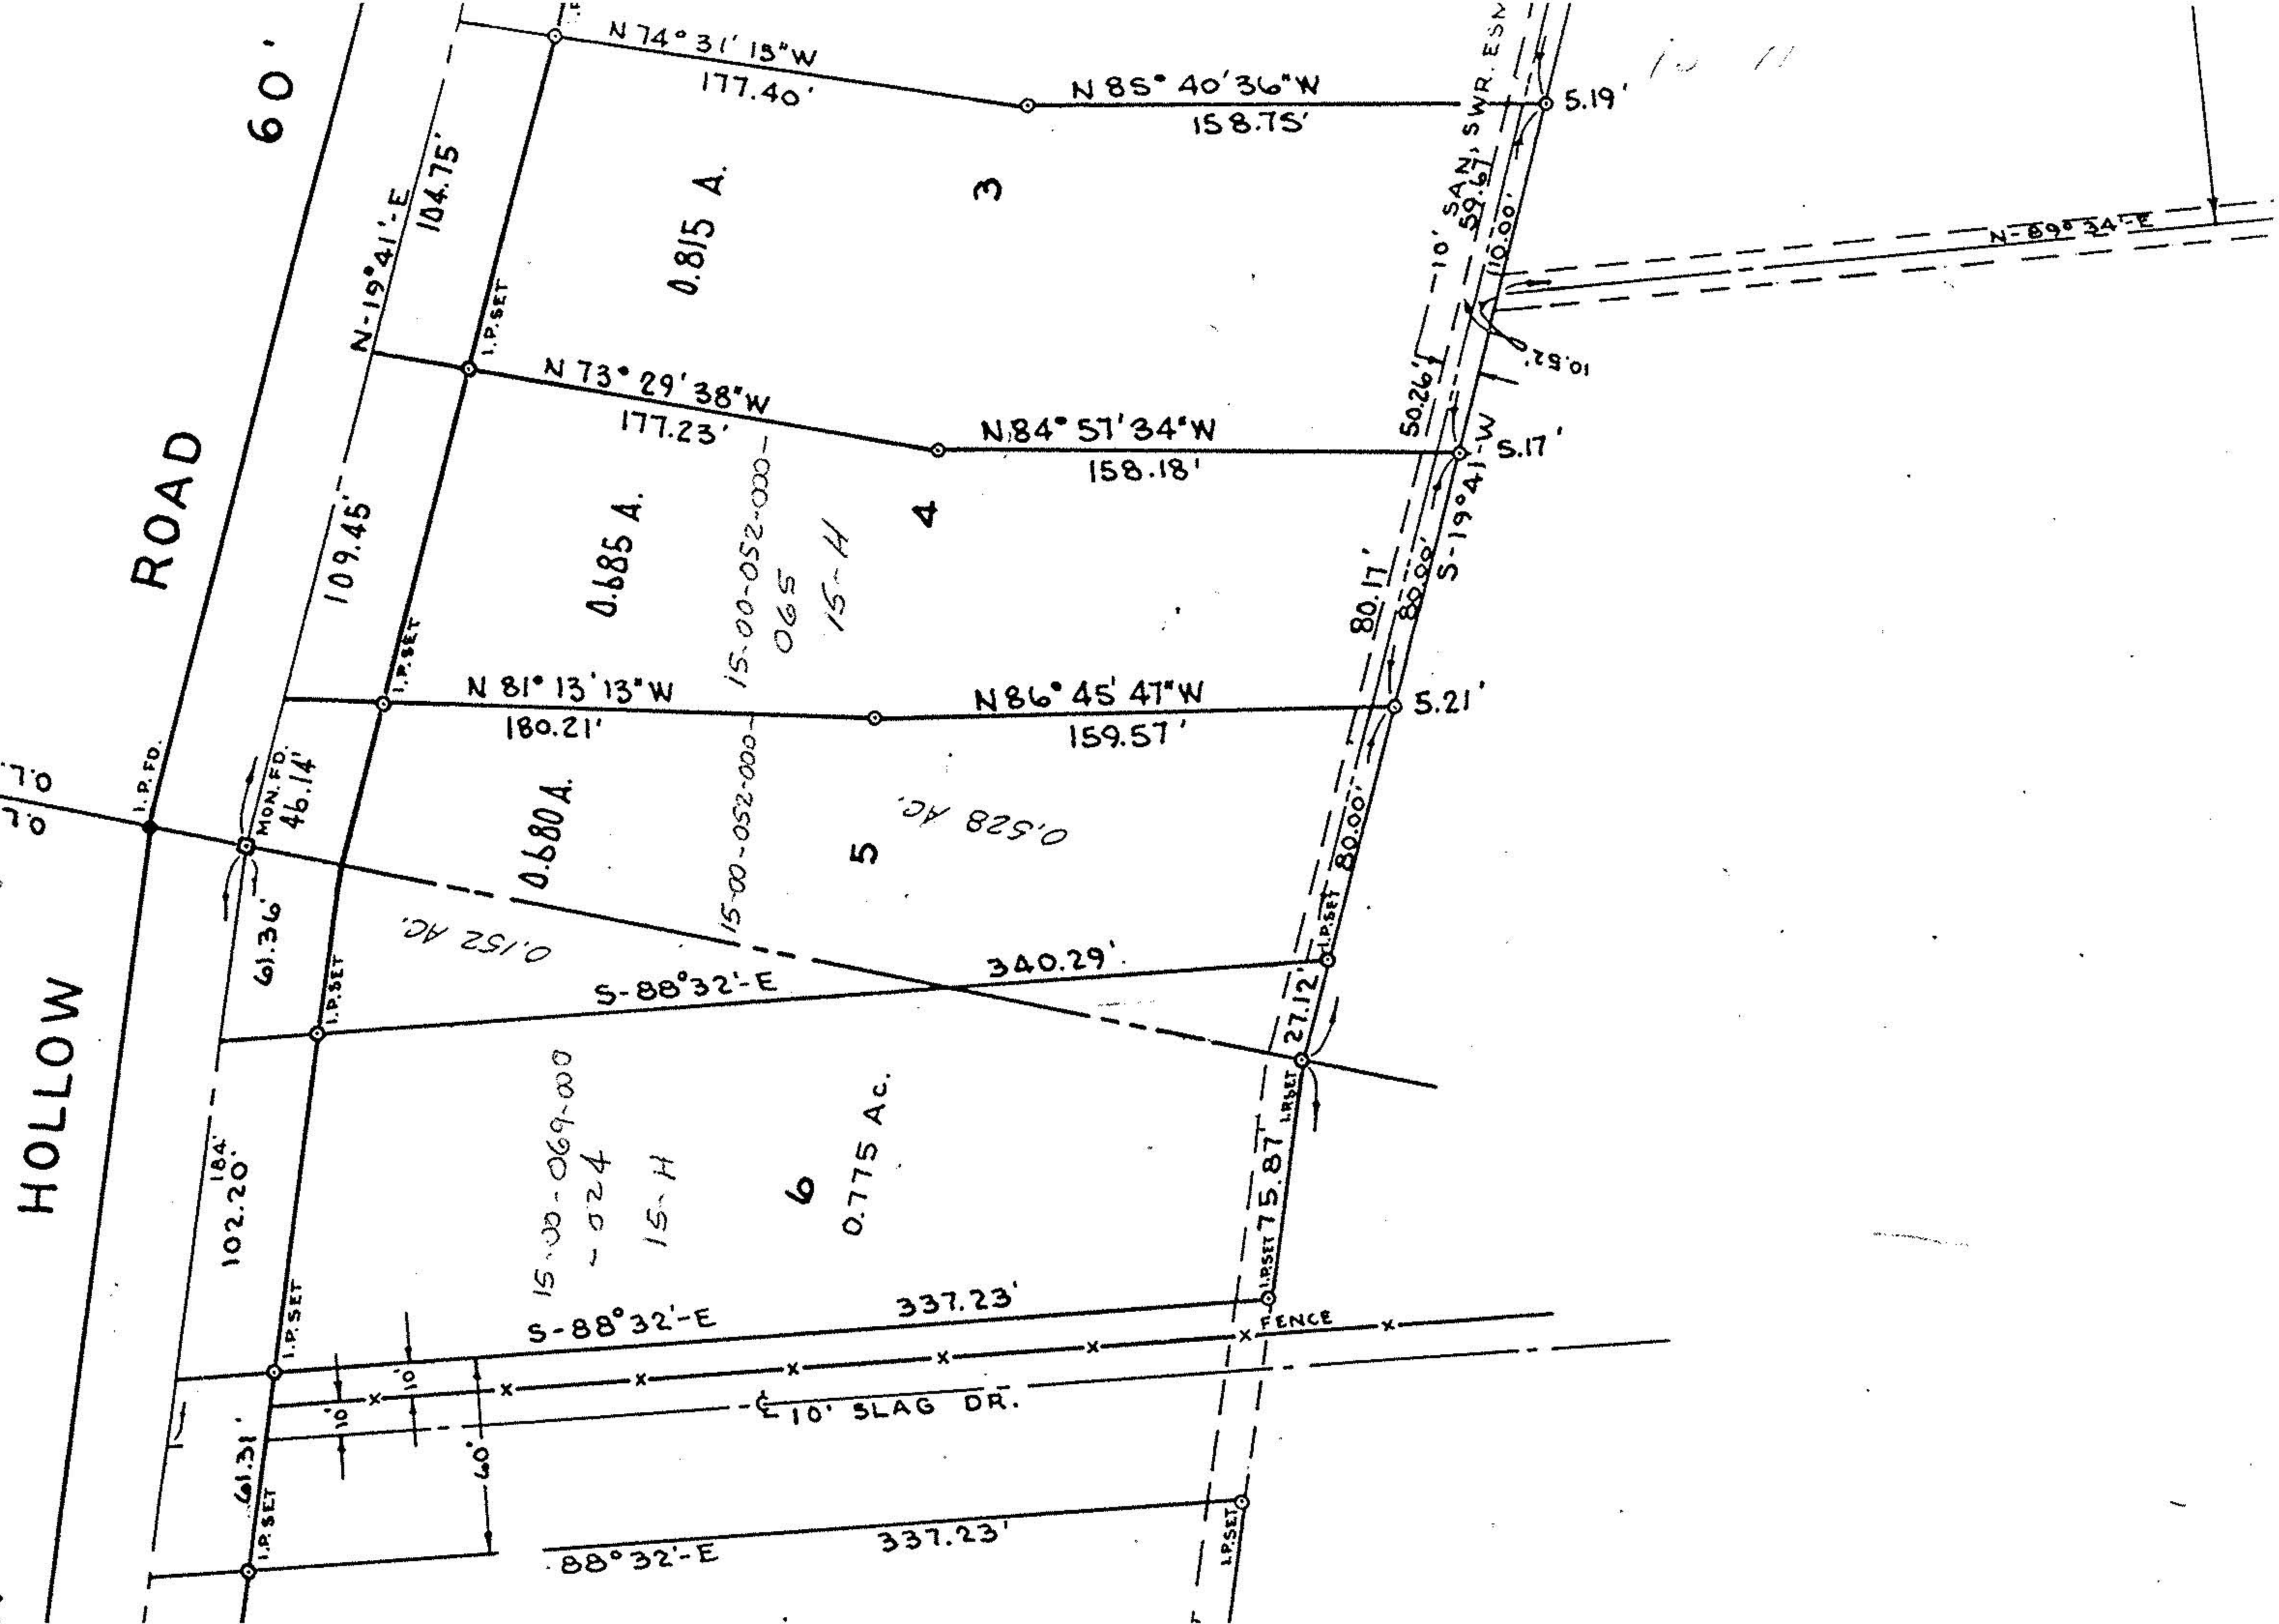 60'
ROAD
HOLLOW
N 74° 31' 15" W
177.40'
N 85° 40' 36" W
158.75'
5.19'
10' SAN. SWR. ESM
59.67
10.00'
N-89° 34'-E
10.52'
N-19° 41'-E
104.75'
I.P. SET
0.815 A.
3
N 73° 29' 38" W
177.23'
N 84° 57' 34" W
158.18'
50.26'
5.17'
S-19° 41'-W
109.45'
I.P. SET
0.685 A.
15-00-052-000-
065
15-H
4
80.17'
80.00'
N 81° 13' 13" W
180.21'
N 86° 45' 47" W
159.57'
5.21'
O.L.
O.L.
I.P. FD.
MON. FD.
46.14'
0.680 A.
15-00-052-000-
5
0.528 AC.
80.00'
I.P. SET
61.36'
I.P. SET
0.152 AC.
S-88° 32'-E
340.29'
27.12'
I.P. SET
184'
102.20'
15-00-069-000
-024
15-H
6
0.775 Ac.
75.87'
I.P. SET
I.P. SET
S-88° 32'-E
337.23'
FENCE
10'
10'
℄ 10' SLAG DR.
60'
61.31'
I.P. SET
88° 32'-E
337.23'
I.P. SET